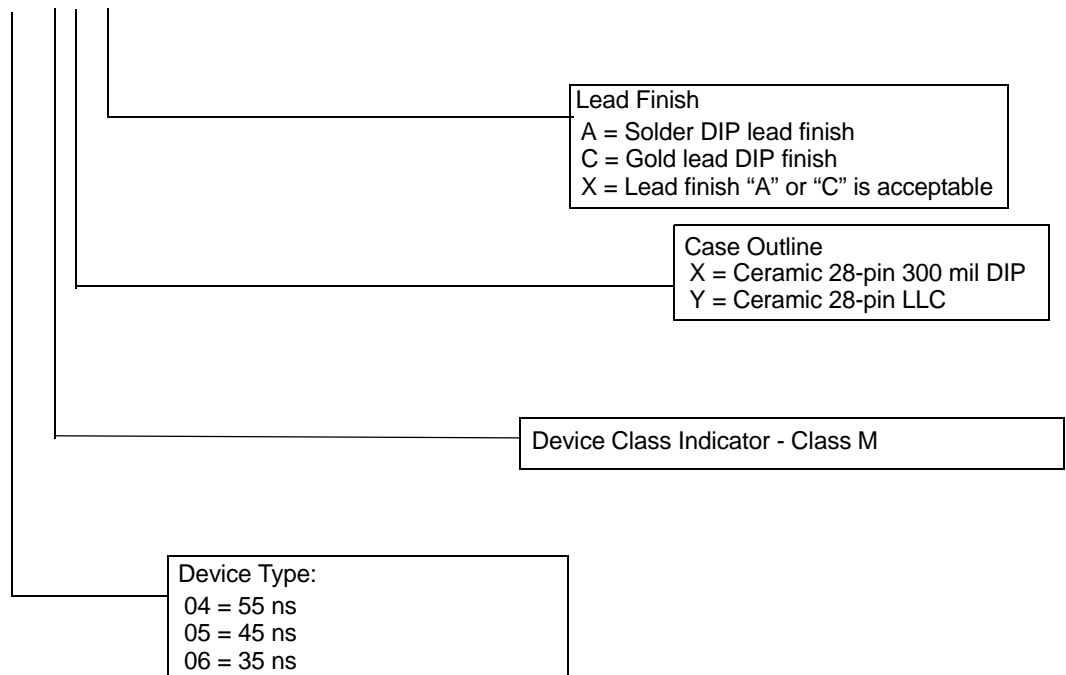 Lead Finish
A = Solder DIP lead finish
C = Gold lead DIP finish
X = Lead finish “A” or “C” is acceptable
Case Outline
X = Ceramic 28-pin 300 mil DIP
Y = Ceramic 28-pin LLC
Device Class Indicator - Class M
Device Type:
04 = 55 ns
05 = 45 ns
06 = 35 ns